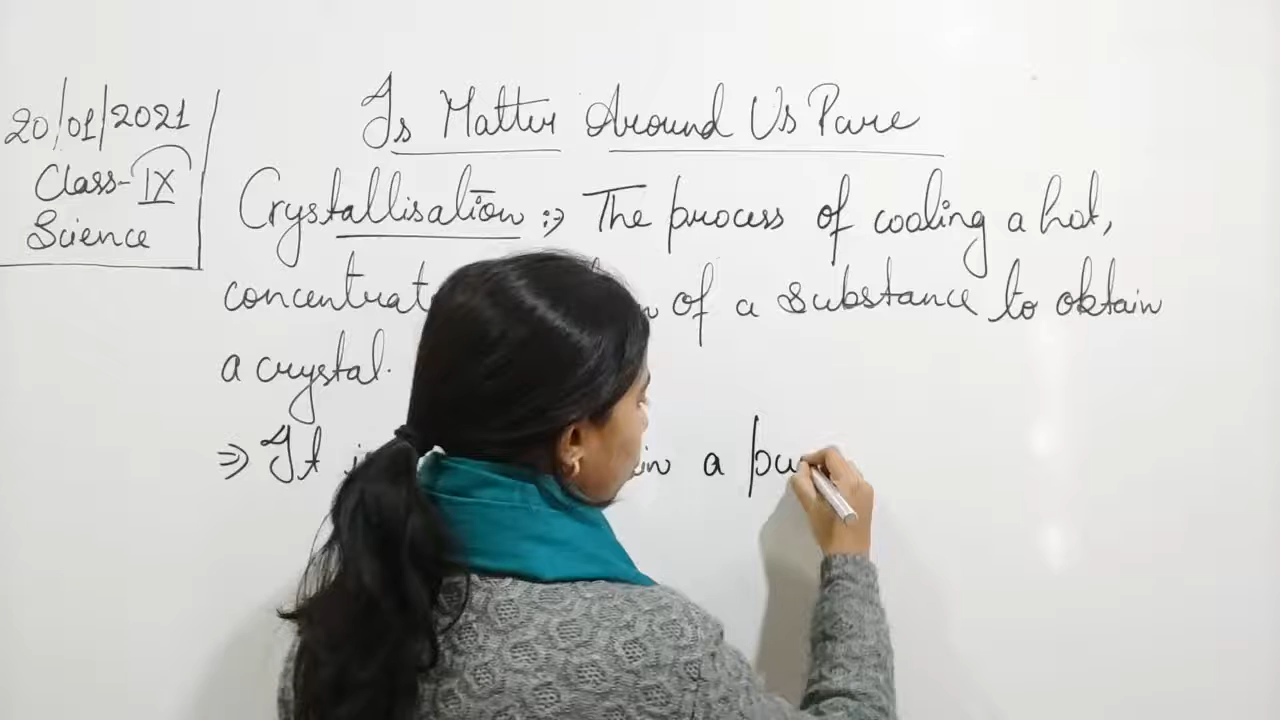 20/01/2021
Class-IX
Science
Is Matter Around Us Pure
Crystallisation :→ The process of cooling a hot,
concentrat of a substance to obtain
a crystal.
⇒ It a pu